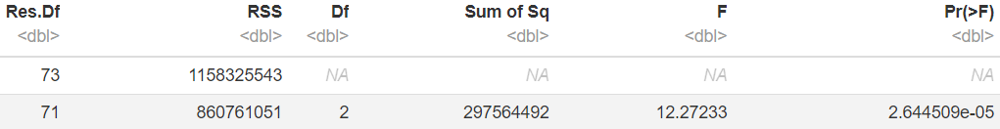 Res.Df RSS Df Sum of Sq F Pr(>F)
<dbl> <dbl> <dbl> <dbl> <dbl> <dbl>
73 1158325543 NA NA NA NA
71 860761051 2 297564492 12.27233 2.644509e-05